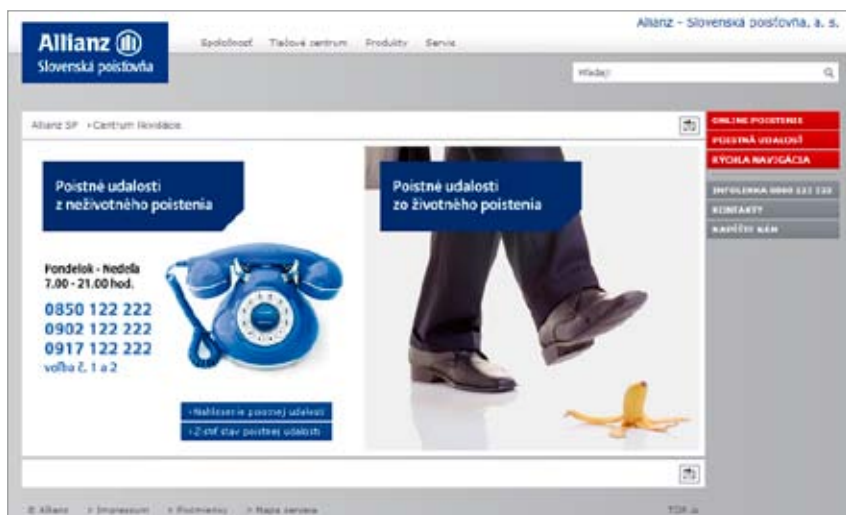 Allianz - Slovenská poisťovňa, a. s.
Allianz
Slovenská poisťovňa
Spoločnosť Tlačové centrum Produkty Servis
Hľadaj:
Allianz SP › Centrum likvidácie
ONLINE POISTENIE
POISTNÁ UDALOSŤ
RÝCHLA NAVIGÁCIA
INFOLINKA 0800 122 222
KONTAKTY
NAPÍŠTE NÁM
Poistné udalosti
z neživotného poistenia
Pondelok - Nedeľa
7.00 - 21.00 hod.
0850 122 222
0902 122 222
0917 122 222
voľba č. 1 a 2
› Nahlásenie poistnej udalosti
› Zistiť stav poistnej udalosti
Poistné udalosti
zo životného poistenia
© Allianz › Impressum › Podmienky › Mapa servera
TOP